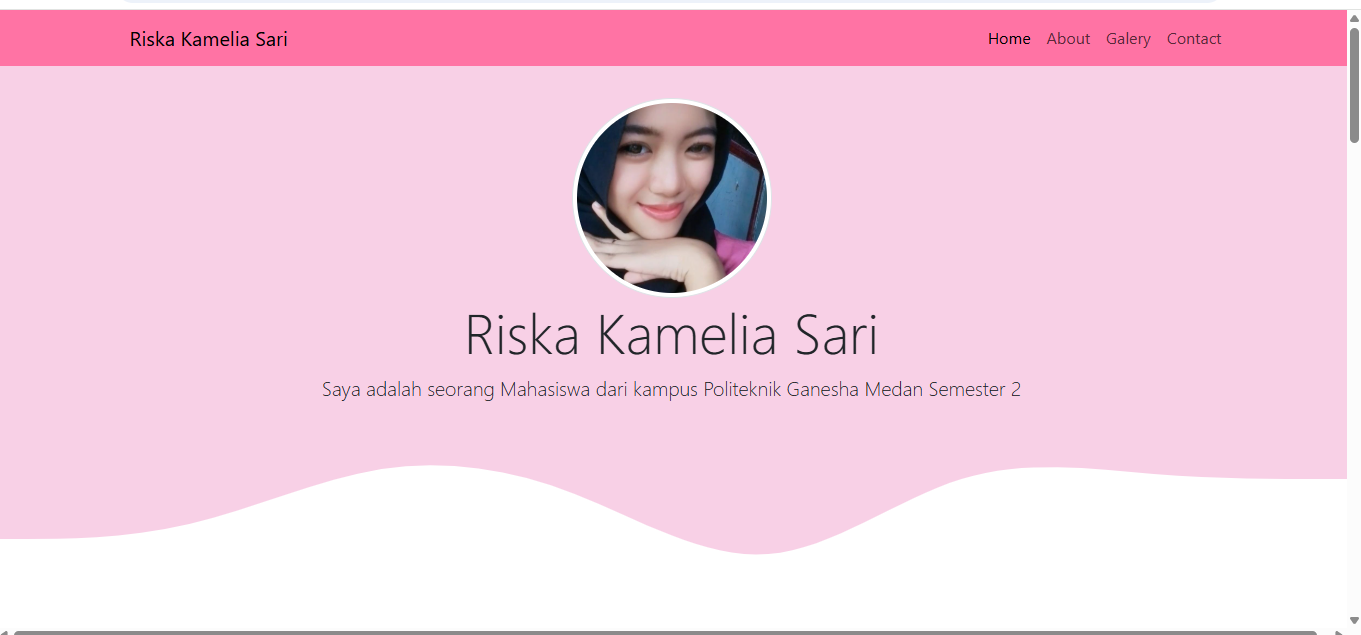 Riska Kamelia Sari
Home About Galery Contact
Riska Kamelia Sari
Saya adalah seorang Mahasiswa dari kampus Politeknik Ganesha Medan Semester 2